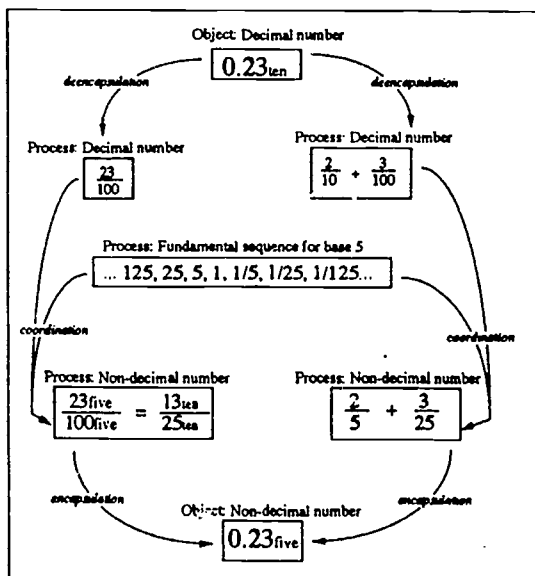 Object: Decimal number
0.23ten
deencapsulation deencapsulation
Process: Decimal number Process: Decimal number
23
100
2
10
+
3
100
Process: Fundamental sequence for base 5
... 125, 25, 5, 1, 1/5, 1/25, 1/125...
coordination coordination
Process: Non-decimal number Process: Non-decimal number
23five
100five
=
13ten
25ten
2
5
+
3
25
encapsulation encapsulation
Object: Non-decimal number
0.23five